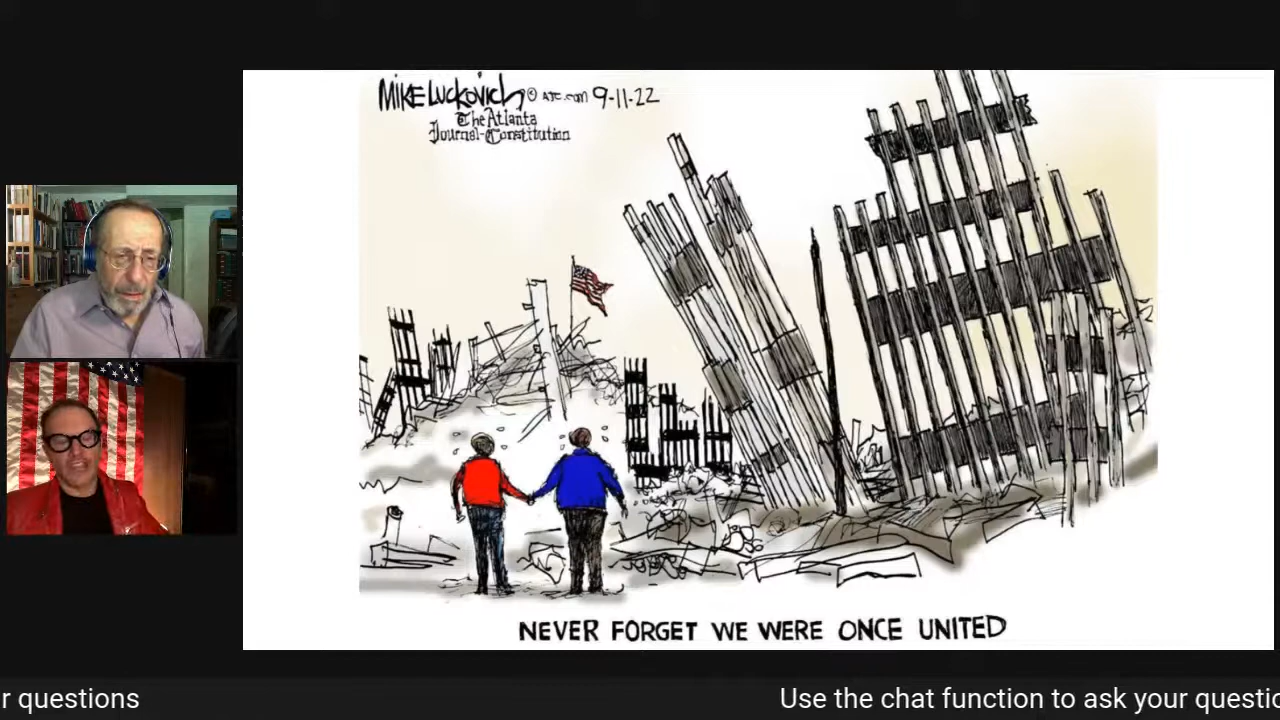 MIKE LUCKOVICH © AJC.com 9-11-22
The Atlanta
Journal-Constitution
NEVER FORGET WE WERE ONCE UNITED
r questions
Use the chat function to ask your questio